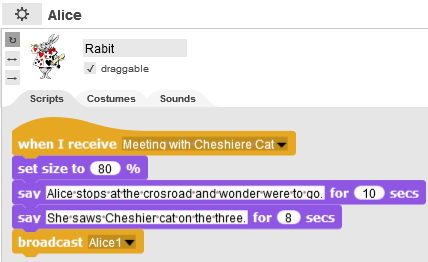 Alice
Rabit
draggable
Scripts Costumes Sounds
when I receive Meeting with Cheshiere Cat
set size to 80 %
say Alice stops at the crosroad and wonder were to go. for 10 secs
say She saws Cheshier cat on the three. for 8 secs
broadcast Alice1